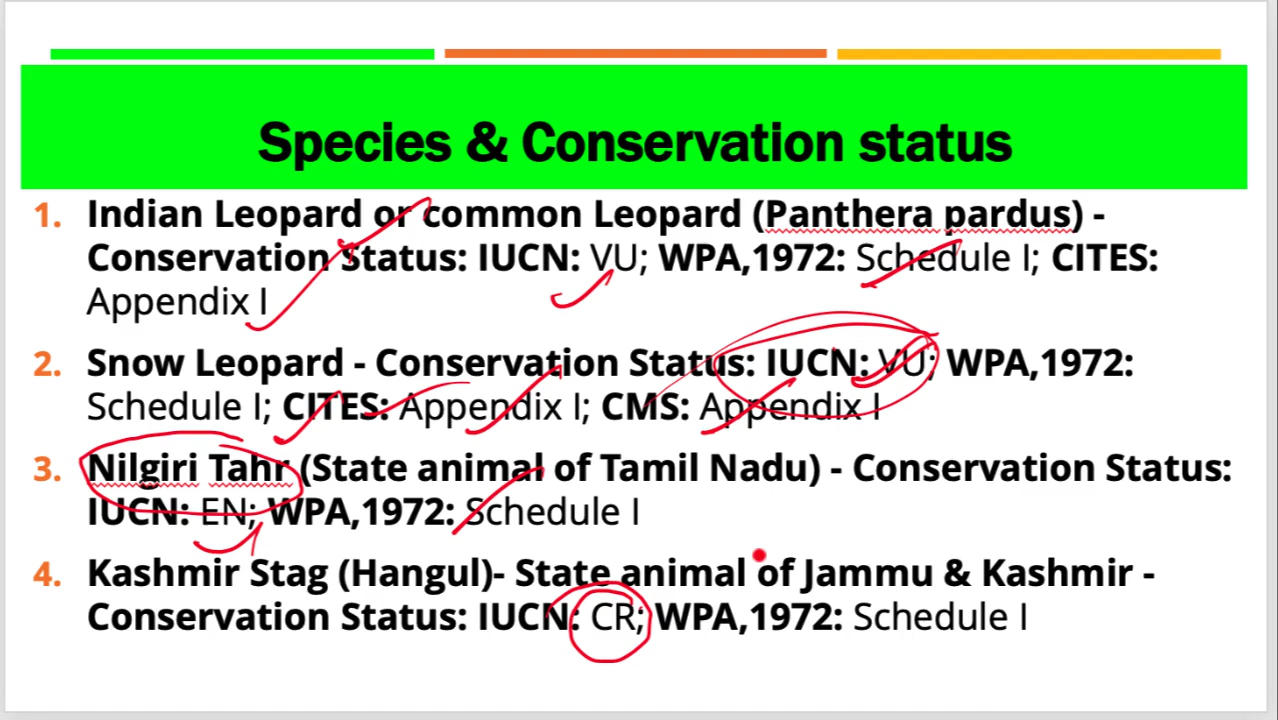 Species & Conservation status
1. Indian Leopard or common Leopard (Panthera pardus) -
Conservation Status: IUCN: VU; WPA,1972: Schedule I; CITES:
Appendix I
2. Snow Leopard - Conservation Status: IUCN: VU; WPA,1972:
Schedule I; CITES: Appendix I; CMS: Appendix I
3. Nilgiri Tahr (State animal of Tamil Nadu) - Conservation Status:
IUCN: EN; WPA,1972: Schedule I
4. Kashmir Stag (Hangul)- State animal of Jammu & Kashmir -
Conservation Status: IUCN: CR; WPA,1972: Schedule I